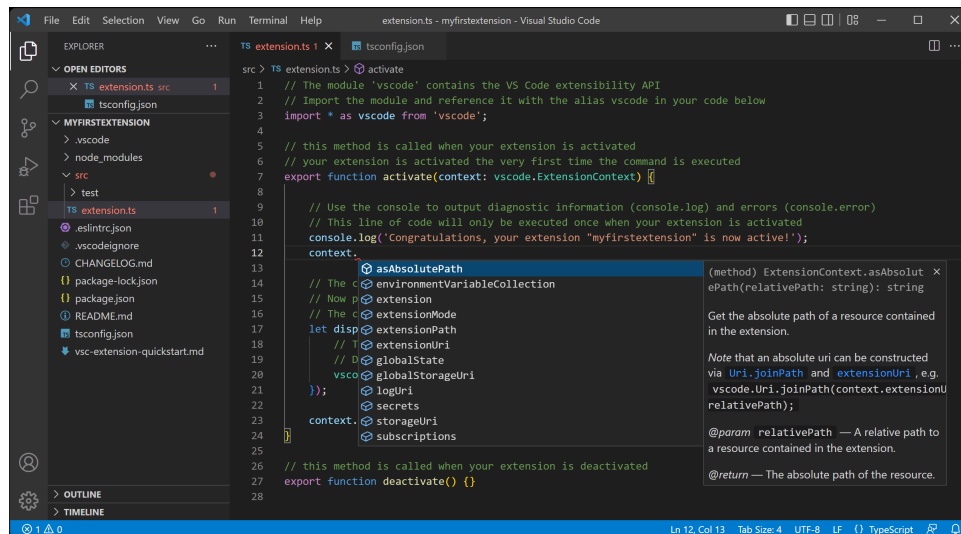 File Edit Selection View Go Run Terminal Help
extension.ts - myfirstextension - Visual Studio Code
EXPLORER
OPEN EDITORS
TS extension.ts src 1
tsconfig.json
MYFIRSTEXTENSION
.vscode
node_modules
src
test
TS extension.ts 1
.eslintrc.json
.vscodeignore
CHANGELOG.md
{} package-lock.json
{} package.json
README.md
TS tsconfig.json
vsc-extension-quickstart.md
OUTLINE
TIMELINE
TS extension.ts 1
TS tsconfig.json
src > TS extension.ts > activate
1 // The module 'vscode' contains the VS Code extensibility API
2 // Import the module and reference it with the alias vscode in your code below
3 import * as vscode from 'vscode';
4
5 // this method is called when your extension is activated
6 // your extension is activated the very first time the command is executed
7 export function activate(context: vscode.ExtensionContext) {
8
9 // Use the console to output diagnostic information (console.log) and errors (console.error)
10 // This line of code will only be executed once when your extension is activated
11 console.log('Congratulations, your extension "myfirstextension" is now active!');
12 context.
13
14 // The c
15 // Now p
16 // The c
17 let disp
18 // T
19 // D
20 vsco
21 });
22
23 context.
24 }
25
26 // this method is called when your extension is deactivated
27 export function deactivate() {}
28
asAbsolutePath
environmentVariableCollection
extension
extensionMode
extensionPath
extensionUri
globalState
globalStorageUri
logUri
secrets
storageUri
subscriptions
(method) ExtensionContext.asAbsolut
ePath(relativePath: string): string
Get the absolute path of a resource contained
in the extension.
Note that an absolute uri can be constructed
via Uri.joinPath and extensionUri, e.g.
vscode.Uri.joinPath(context.extensionU
relativePath);
@param relativePath — A relative path to
a resource contained in the extension.
@return — The absolute path of the resource.
1 0
Ln 12, Col 13 Tab Size: 4 UTF-8 LF {} TypeScript